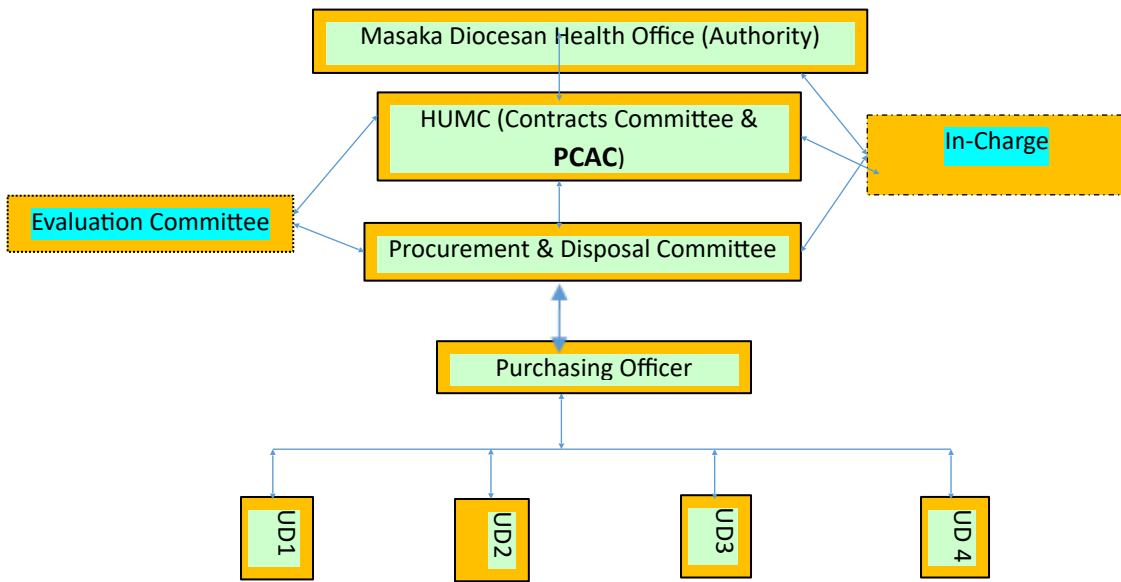 Masaka Diocesan Health Office (Authority)
HUMC (Contracts Committee &
PCAC)
In-Charge
Evaluation Committee
Procurement & Disposal Committee
Purchasing Officer
UD1
UD2
UD3
UD 4